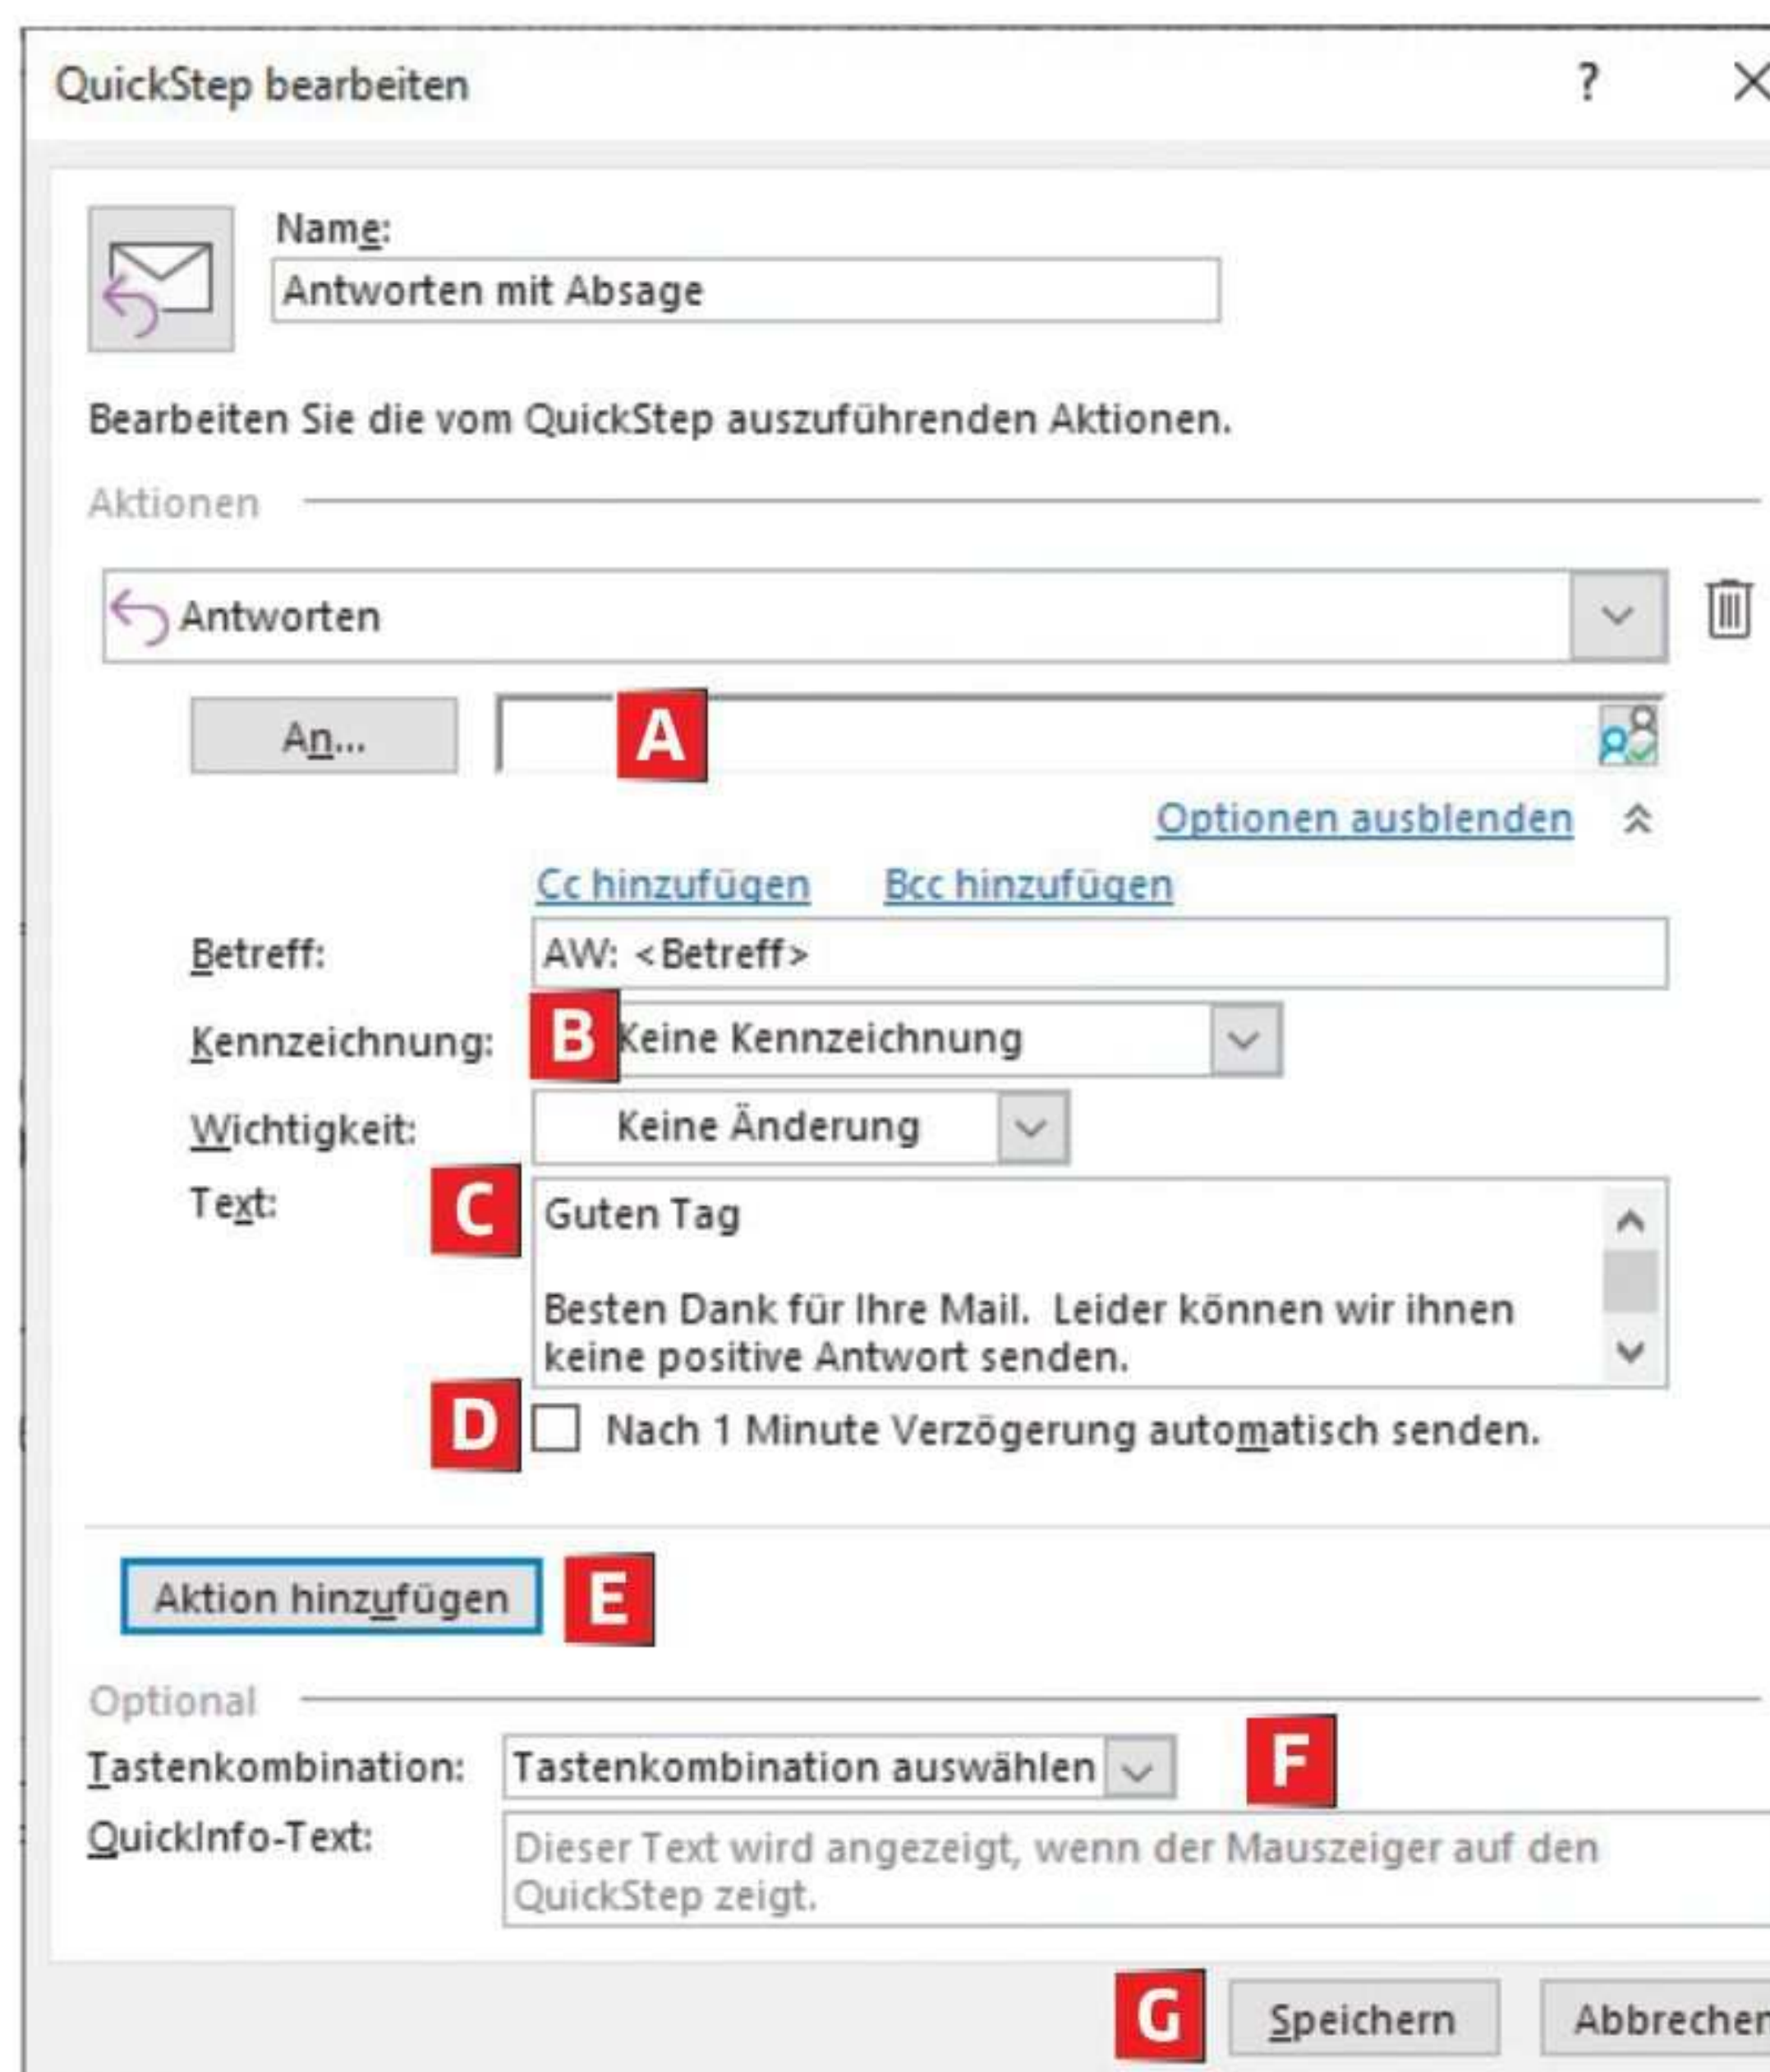 QuickStep bearbeiten ?
Name:
Antworten mit Absage
Bearbeiten Sie die vom QuickStep auszuführenden Aktionen.
Aktionen
Antworten
An... A
Optionen ausblenden
Cc hinzufügen Bcc hinzufügen
Betreff: AW: <Betreff>
Kennzeichnung: B Keine Kennzeichnung
Wichtigkeit: Keine Änderung
Text: C Guten Tag
Besten Dank für Ihre Mail. Leider können wir ihnen
keine positive Antwort senden.
D Nach 1 Minute Verzögerung automatisch senden.
Aktion hinzufügen E
Optional
Tastenkombination: Tastenkombination auswählen F
QuickInfo-Text: Dieser Text wird angezeigt, wenn der Mauszeiger auf den
QuickStep zeigt.
G Speichern Abbrechen